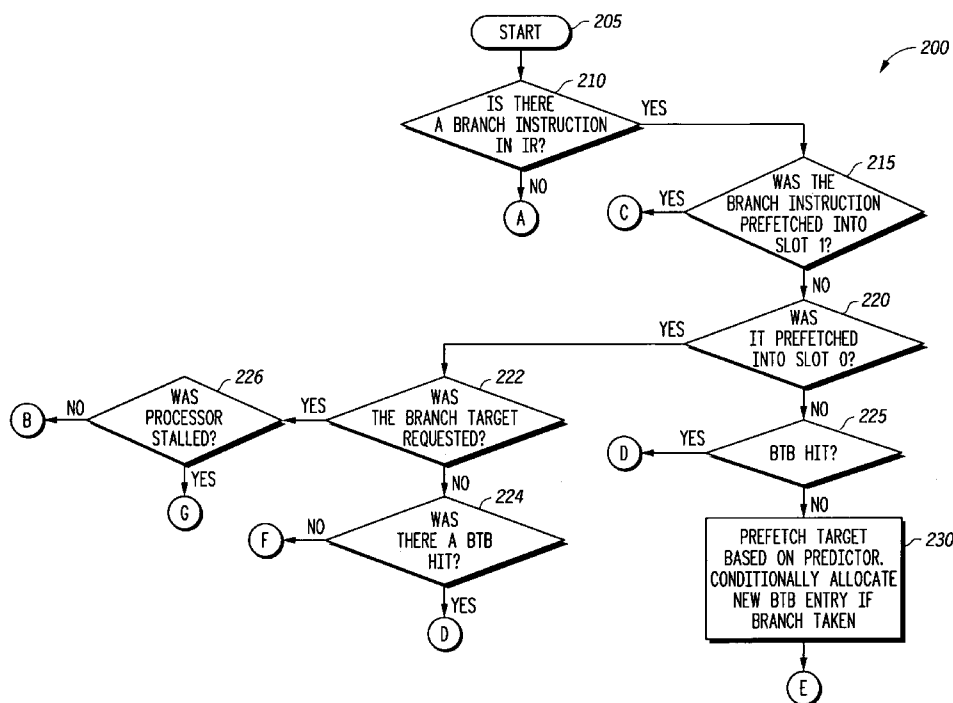 START
205
200
210
IS THERE
A BRANCH INSTRUCTION
IN IR?
YES
NO
A
215
WAS THE
BRANCH INSTRUCTION
PREFETCHED INTO
SLOT 1?
YES
C
NO
220
WAS
IT PREFETCHED
INTO SLOT 0?
YES
NO
222
WAS
THE BRANCH TARGET
REQUESTED?
YES
NO
226
WAS
PROCESSOR
STALLED?
NO
B
YES
G
225
BTB HIT?
YES
D
NO
224
WAS
THERE A BTB
HIT?
NO
F
YES
D
230
PREFETCH TARGET
BASED ON PREDICTOR.
CONDITIONALLY ALLOCATE
NEW BTB ENTRY IF
BRANCH TAKEN
E